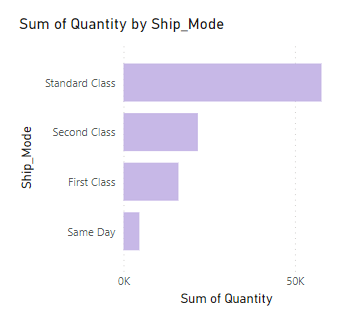 Sum of Quantity by Ship_Mode
Ship_Mode
Standard Class
Second Class
First Class
Same Day
0K
50K
Sum of Quantity